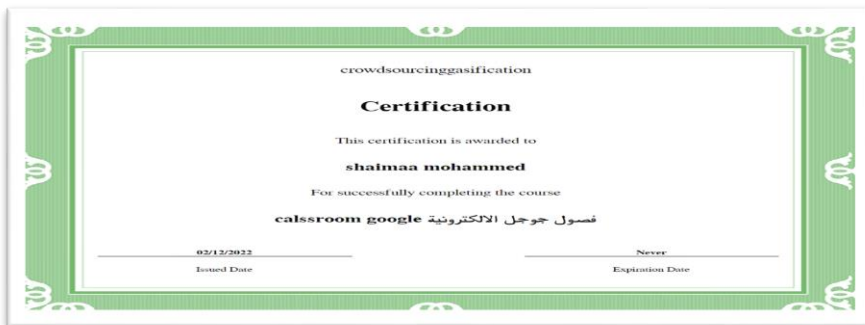 crowdsourcinggasification
Certification
This certification is awarded to
shaimaa mohammed
For successfully completing the course
calssroom google فصول جوجل الالكترونية
02/12/2022
Never
Issued Date
Expiration Date